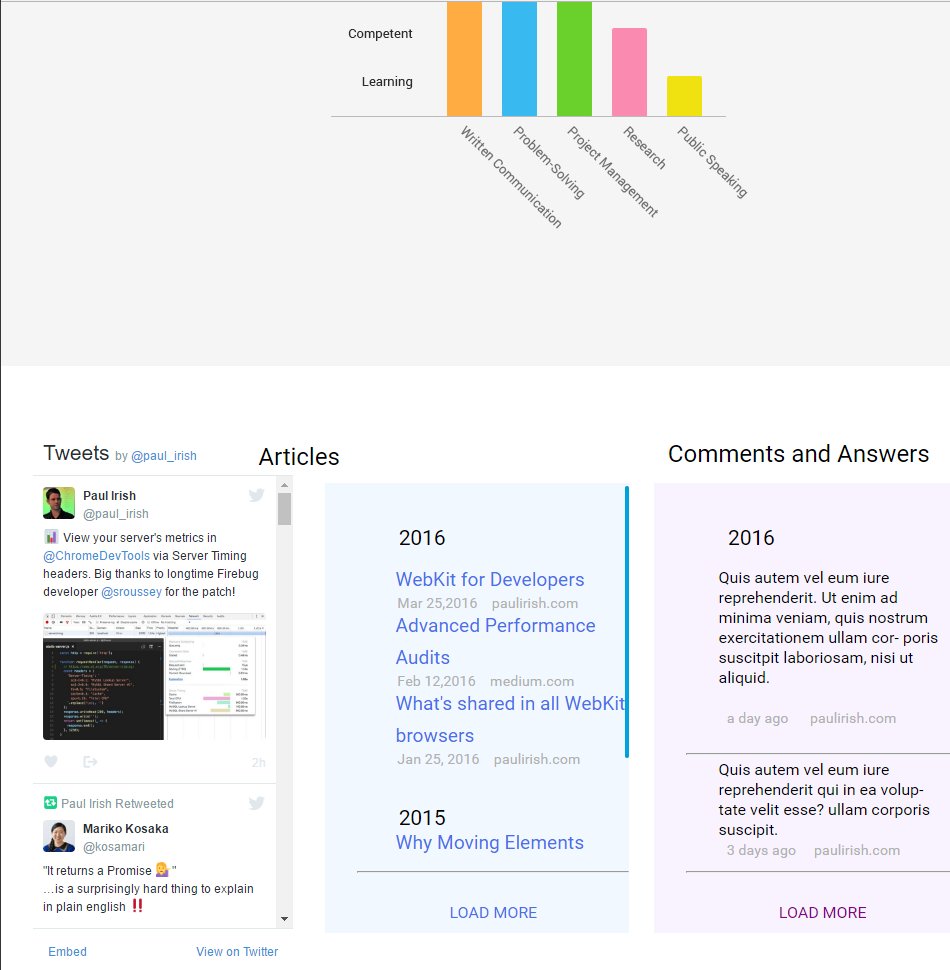 Competent
Learning
Written Communication
Problem-Solving
Project Management
Research
Public Speaking
Tweets by @paul_irish
Paul Irish
@paul_irish
View your server's metrics in
@ChromeDevTools via Server Timing
headers. Big thanks to longtime Firebug
developer @sroussey for the patch!
2h
Paul Irish Retweeted
Mariko Kosaka
@kosamari
"It returns a Promise 💁 "
…is a surprisingly hard thing to explain
in plain english ‼️
Embed
View on Twitter
Articles
2016
WebKit for Developers
Mar 25,2016 paulirish.com
Advanced Performance
Audits
Feb 12,2016 medium.com
What's shared in all WebKit
browsers
Jan 25, 2016 paulirish.com
2015
Why Moving Elements
LOAD MORE
Comments and Answers
2016
Quis autem vel eum iure
reprehenderit. Ut enim ad
minima veniam, quis nostrum
exercitationem ullam cor- poris
suscitpit laboriosam, nisi ut
aliquid.
a day ago paulirish.com
Quis autem vel eum iure
reprehenderit qui in ea volup-
tate velit esse? ullam corporis
suscipit.
3 days ago paulirish.com
LOAD MORE